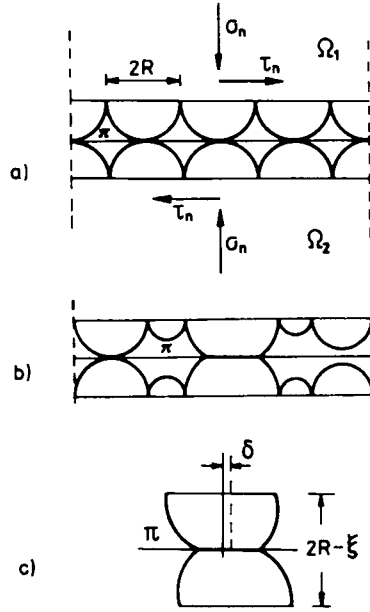 σn τn Ω1
2R
π
a)
τn σn Ω2
π
b)
δ
π 2R-ξ
c)